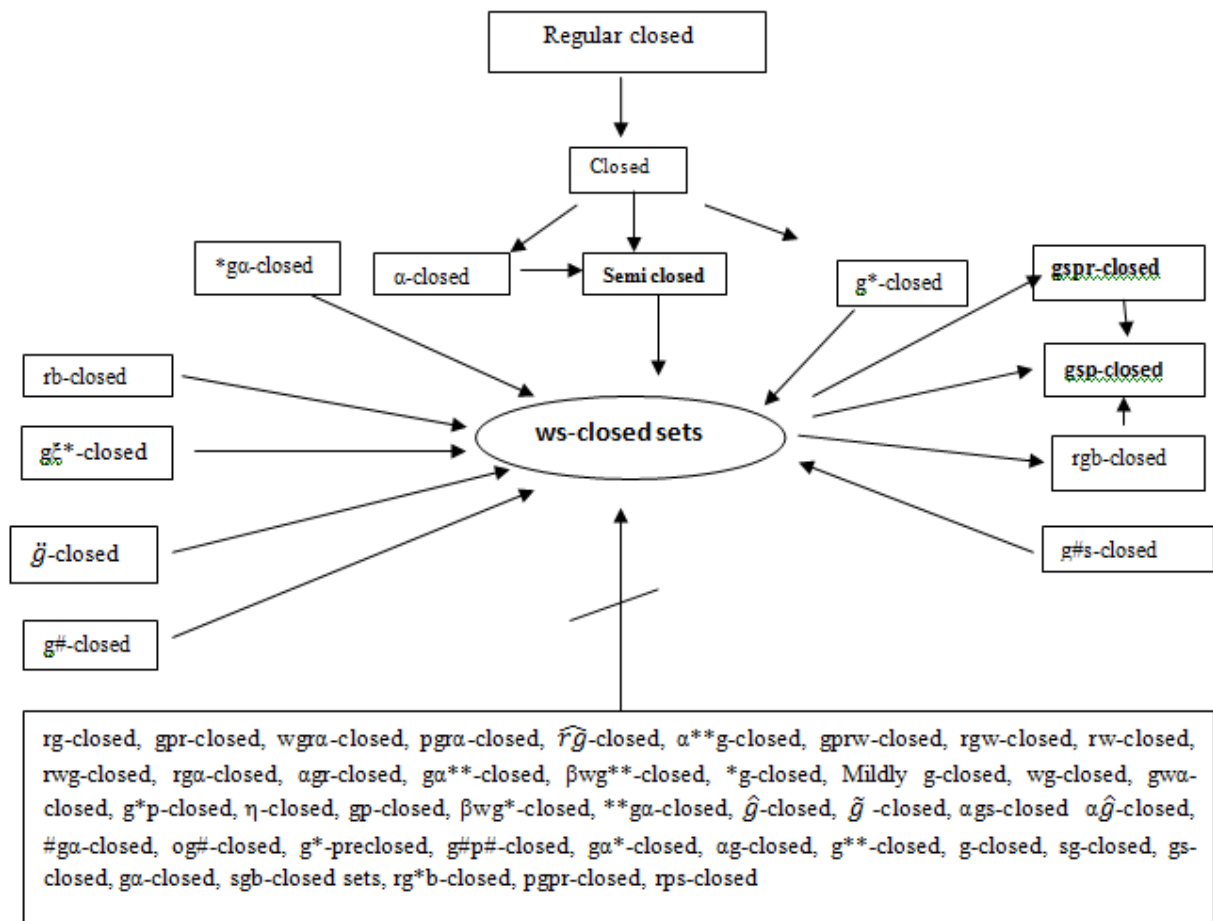 Regular closed
Closed
*gα-closed
α-closed
Semi closed
g*-closed
gspr-closed
rb-closed
gsp-closed
ws-closed sets
gξ*-closed
rgb-closed
g̈-closed
g#s-closed
g#-closed
rg-closed, gpr-closed, wgrα-closed, pgrα-closed, r͡g̃-closed, α**g-closed, gprw-closed, rgw-closed, rw-closed,
rwg-closed, rgα-closed, αgr-closed, gα**-closed, βwg**-closed, *g-closed, Mildly g-closed, wg-closed, gwα-
closed, g*p-closed, η-closed, gp-closed, βwg*-closed, **gα-closed, ĝ-closed, g̃ -closed, αgs-closed αĝ-closed,
#gα-closed, og#-closed, g*-preclosed, g#p#-closed, gα*-closed, αg-closed, g**-closed, g-closed, sg-closed, gs-
closed, gα-closed, sgb-closed sets, rg*b-closed, pgpr-closed, rps-closed